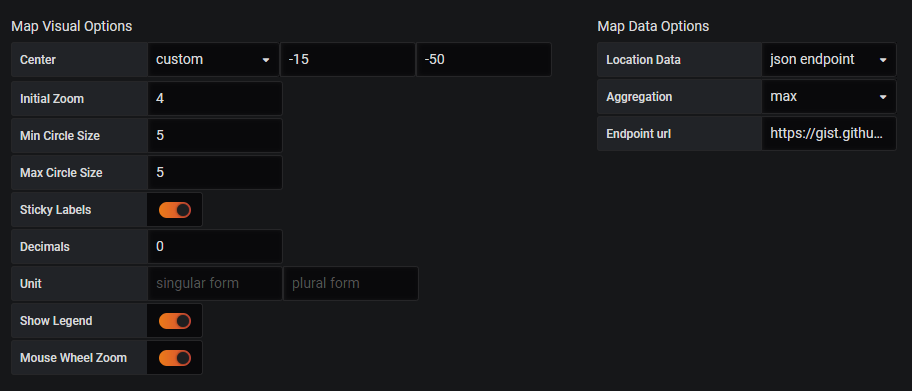 Map Visual Options
Center custom -15 -50
Initial Zoom 4
Min Circle Size 5
Max Circle Size 5
Sticky Labels
Decimals 0
Unit singular form plural form
Show Legend
Mouse Wheel Zoom
Map Data Options
Location Data json endpoint
Aggregation max
Endpoint url https://gist.githu...